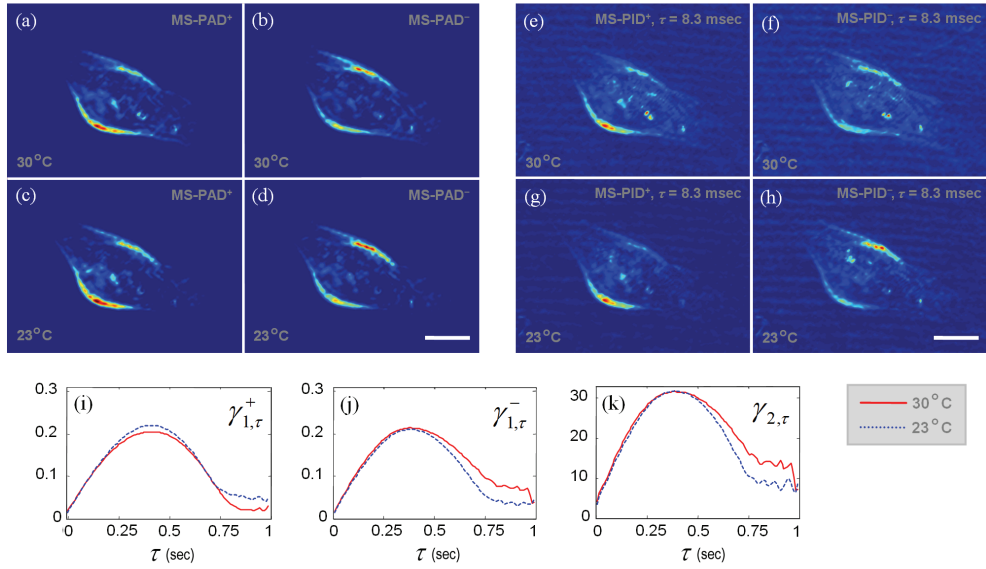 (a) MS-PAD⁺ (b) MS-PAD⁻ (e) MS-PID⁺, τ = 8.3 msec (f) MS-PID⁻, τ = 8.3 msec
30°C 30°C 30°C 30°C
(c) MS-PAD⁺ (d) MS-PAD⁻ (g) MS-PID⁺, τ = 8.3 msec (h) MS-PID⁻, τ = 8.3 msec
23°C 23°C 23°C 23°C
(i) γ⁺₁,τ
0.3
0.2
0.1
0
0 0.25 0.5 0.75 1
τ (sec)
(j) γ⁻₁,τ
0.3
0.2
0.1
0
0 0.25 0.5 0.75 1
τ (sec)
(k) γ₂,τ
30
20
10
0
0 0.25 0.5 0.75 1
τ (sec)
30°C
23°C